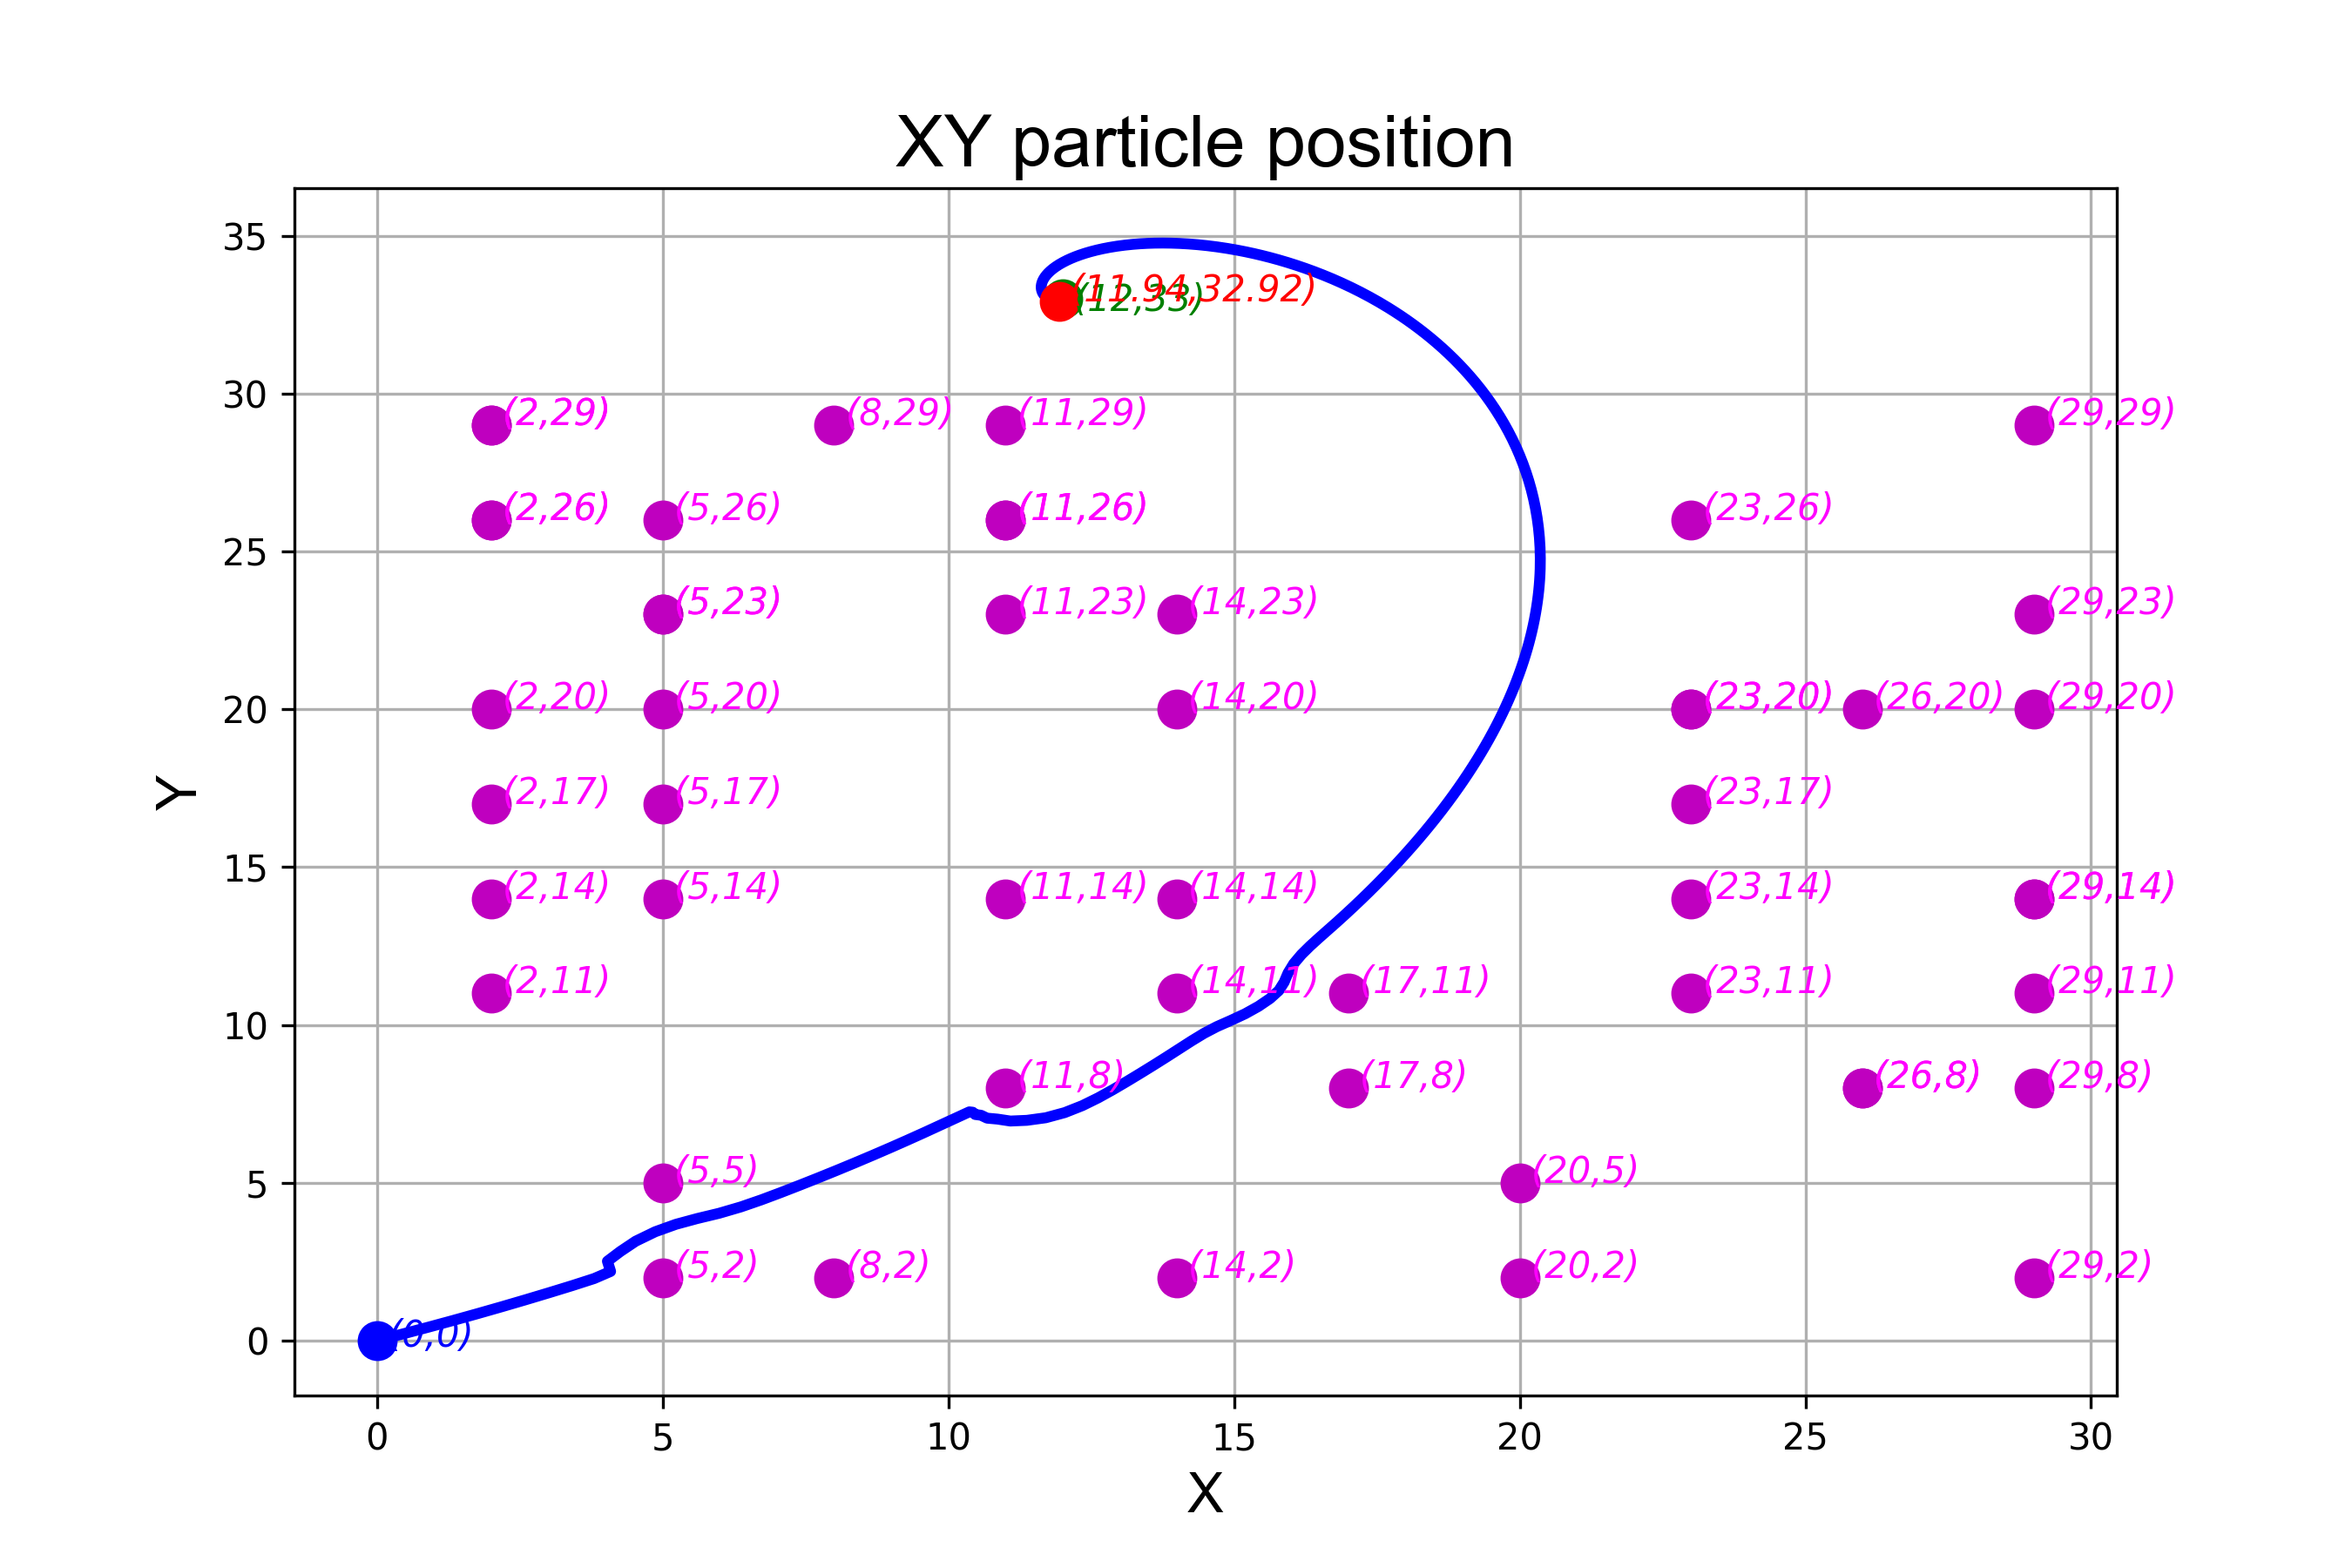 XY particle position
35
(11.94,32.92)
(12,33)
30
(2,29) (8,29) (11,29) (29,29)
(2,26) (5,26) (11,26) (23,26)
25
(5,23) (11,23) (14,23) (29,23)
20 (2,20) (5,20) (14,20) (23,20) (26,20) (29,20)
(2,17) (5,17) (23,17)
Y
15
(2,14) (5,14) (11,14) (14,14) (23,14) (29,14)
(2,11) (14,11) (17,11) (23,11) (29,11)
10
(11,8) (17,8) (26,8) (29,8)
5 (5,5) (20,5)
(5,2) (8,2) (14,2) (20,2) (29,2)
0 (0,0)
0 5 10 15 20 25 30
X